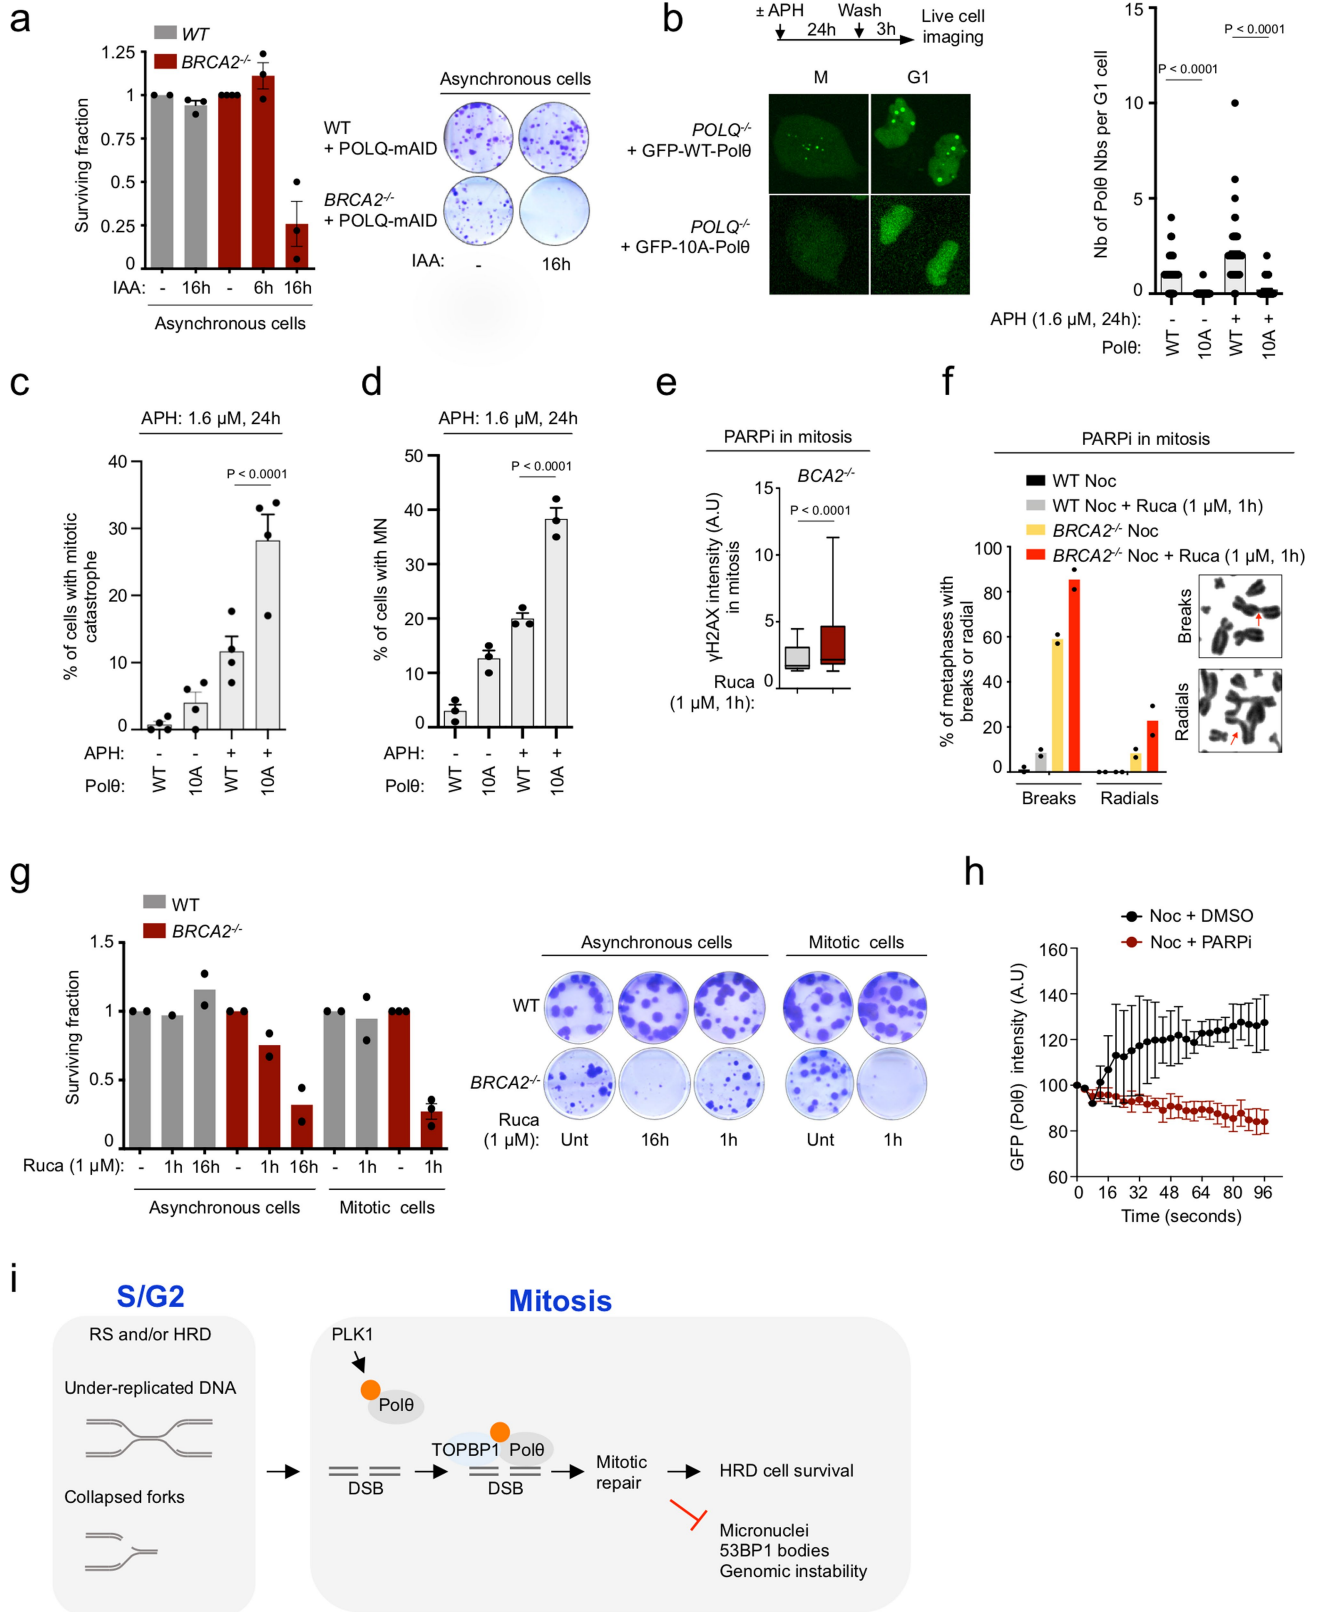 a
WT
BRCA2-/-
Surviving fraction
1.25
1
0.75
0.5
0.25
0
IAA: - 16h - 6h 16h
Asynchronous cells
Asynchronous cells
WT
+ POLQ-mAID
BRCA2-/-
+ POLQ-mAID
IAA: - 16h
b
± APH Wash
24h 3h
Live cell
imaging
M G1
POLQ-/-
+ GFP-WT-Polθ
POLQ-/-
+ GFP-10A-Polθ
Nb of Polθ Nbs per G1 cell
15
10
5
0
P < 0.0001
P < 0.0001
APH (1.6 µM, 24h): - - + +
Polθ: WT 10A WT 10A
c
APH: 1.6 µM, 24h
% of cells with mitotic
catastrophe
40
30
20
10
0
P < 0.0001
APH: - - + +
Polθ: WT 10A WT 10A
d
APH: 1.6 µM, 24h
% of cells with MN
50
40
30
20
10
0
P < 0.0001
APH: - - + +
Polθ: WT 10A WT 10A
e
PARPi in mitosis
BCA2-/-
γH2AX intensity (A.U)
in mitosis
15
10
5
0
P < 0.0001
Ruca
(1 µM, 1h):
f
PARPi in mitosis
WT Noc
WT Noc + Ruca (1 µM, 1h)
BRCA2-/- Noc
BRCA2-/- Noc + Ruca (1 µM, 1h)
% of metaphases with
breaks or radial
100
80
60
40
20
0
Breaks Radials
Breaks
Radials
g
WT
BRCA2-/-
Surviving fraction
1.5
1
0.5
0
Ruca (1 µM): - 1h 16h - 1h 16h - 1h - 1h
Asynchronous cells Mitotic cells
Asynchronous cells Mitotic cells
WT
BRCA2-/-
Ruca
(1 µM): Unt 16h 1h Unt 1h
h
Noc + DMSO
Noc + PARPi
GFP (Polθ) intensity (A.U)
160
140
120
100
80
60
0 16 32 48 64 80 96
Time (seconds)
i
S/G2
RS and/or HRD
Under-replicated DNA
Collapsed forks
Mitosis
PLK1
Polθ
DSB
TOPBP1 Polθ
DSB
Mitotic
repair
HRD cell survival
Micronuclei
53BP1 bodies
Genomic instability